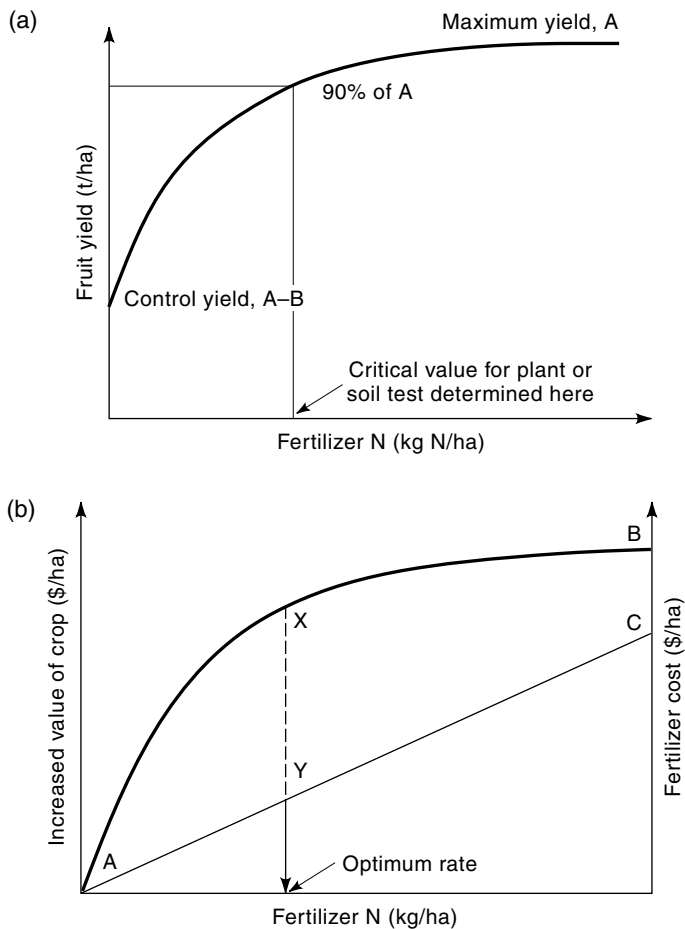 (a)
Maximum yield, A
90% of A
Fruit yield (t/ha)
Control yield, A–B
Critical value for plant or
soil test determined here
Fertilizer N (kg N/ha)
(b)
Increased value of crop ($/ha)
B
X
C
Y
Fertilizer cost ($/ha)
A
Optimum rate
Fertilizer N (kg/ha)